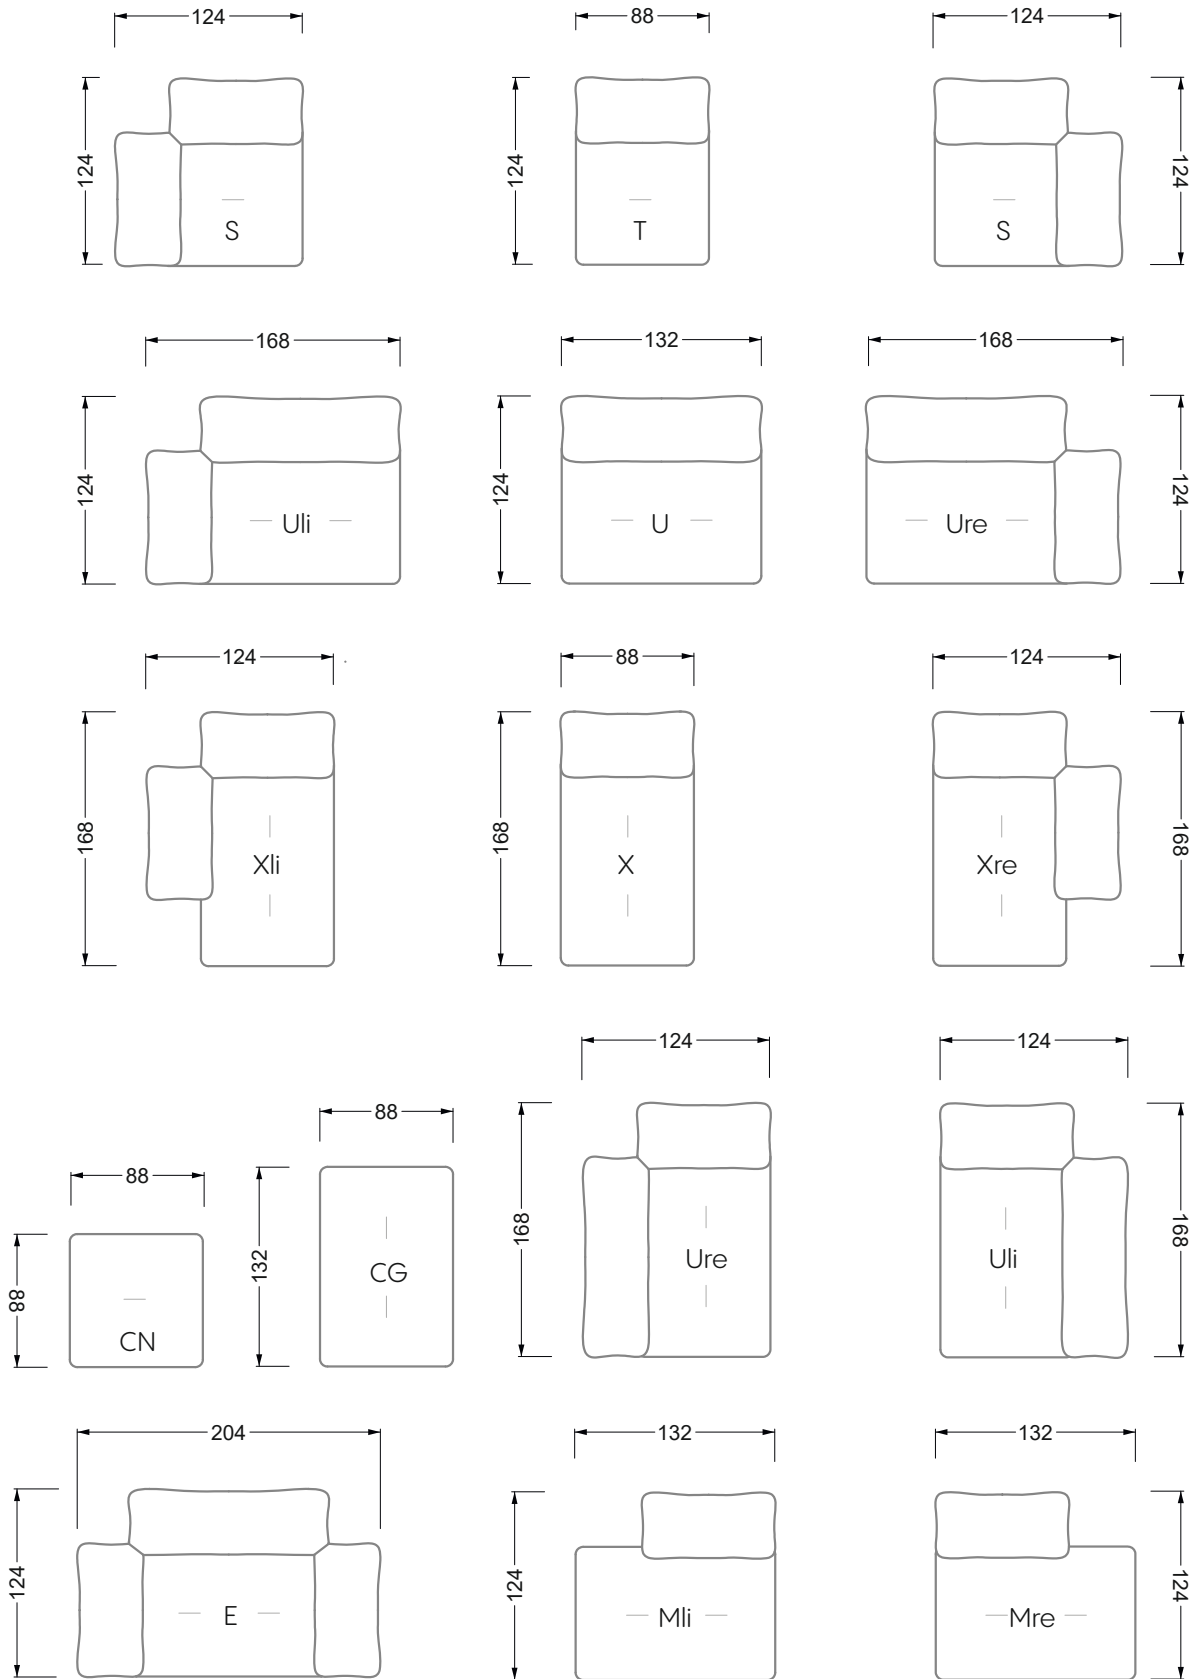 124 88 124
124 124 124
S T S
168 132 168
124 124 124
Uli U Ure
124 88 124
168 168 168
Xli X Xre
124 124
88
88
168 168
132
88
Ure Uli
CG
CN
204 132 132
124 124 124
E Mli Mre